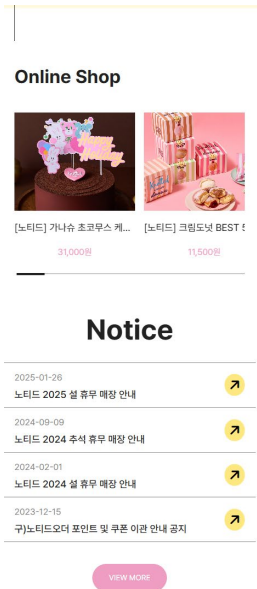 Online Shop
Happy
Holiday
[노티드] 가나슈 초코무스 케...
[노티드] 크림도넛 BEST 5
31,000원
11,500원
Notice
2025-01-26
노티드 2025 설 휴무 매장 안내
2024-09-09
노티드 2024 추석 휴무 매장 안내
2024-02-01
노티드 2024 설 휴무 매장 안내
2023-12-15
구)노티드오더 포인트 및 쿠폰 이관 안내 공지
VIEW MORE